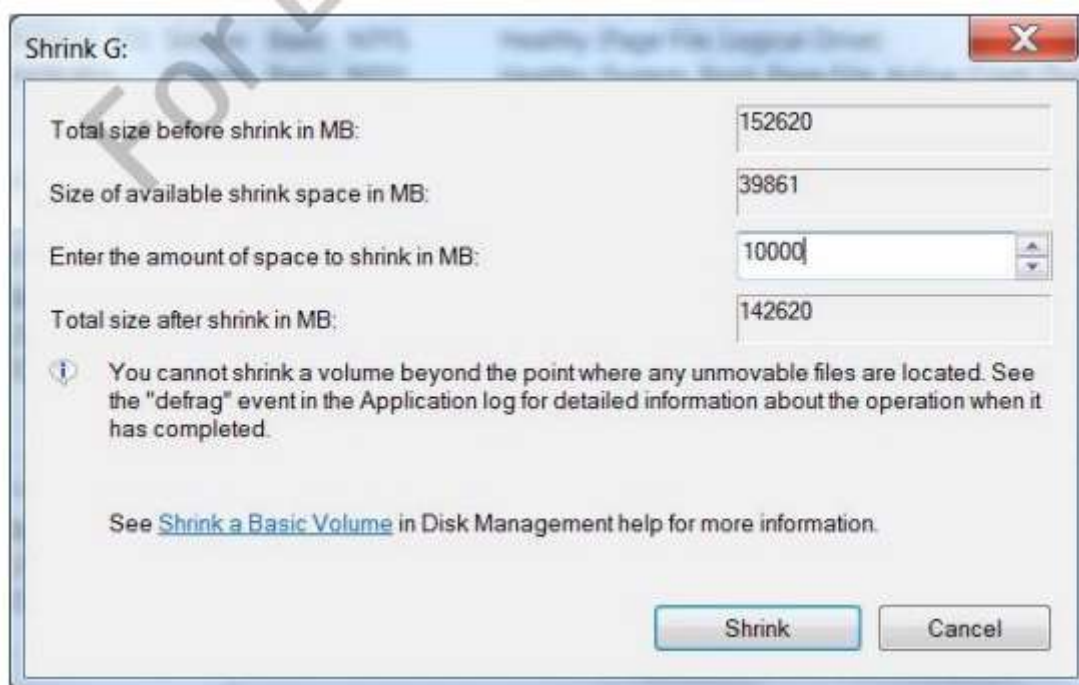 For
Shrink G:
Total size before shrink in MB: 152620
Size of available shrink space in MB: 39861
Enter the amount of space to shrink in MB: 10000
Total size after shrink in MB: 142620
You cannot shrink a volume beyond the point where any unmovable files are located. See
the "defrag" event in the Application log for detailed information about the operation when it
has completed.
See Shrink a Basic Volume in Disk Management help for more information.
Shrink Cancel